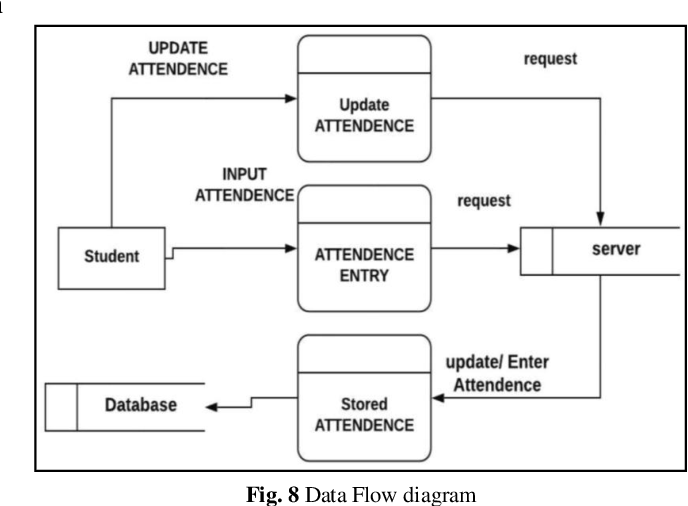 UPDATE
ATTENDENCE
request
Update
ATTENDENCE
INPUT
ATTENDENCE
request
Student
ATTENDENCE
ENTRY
server
update/ Enter
Attendence
Database
Stored
ATTENDENCE
Fig. 8 Data Flow diagram